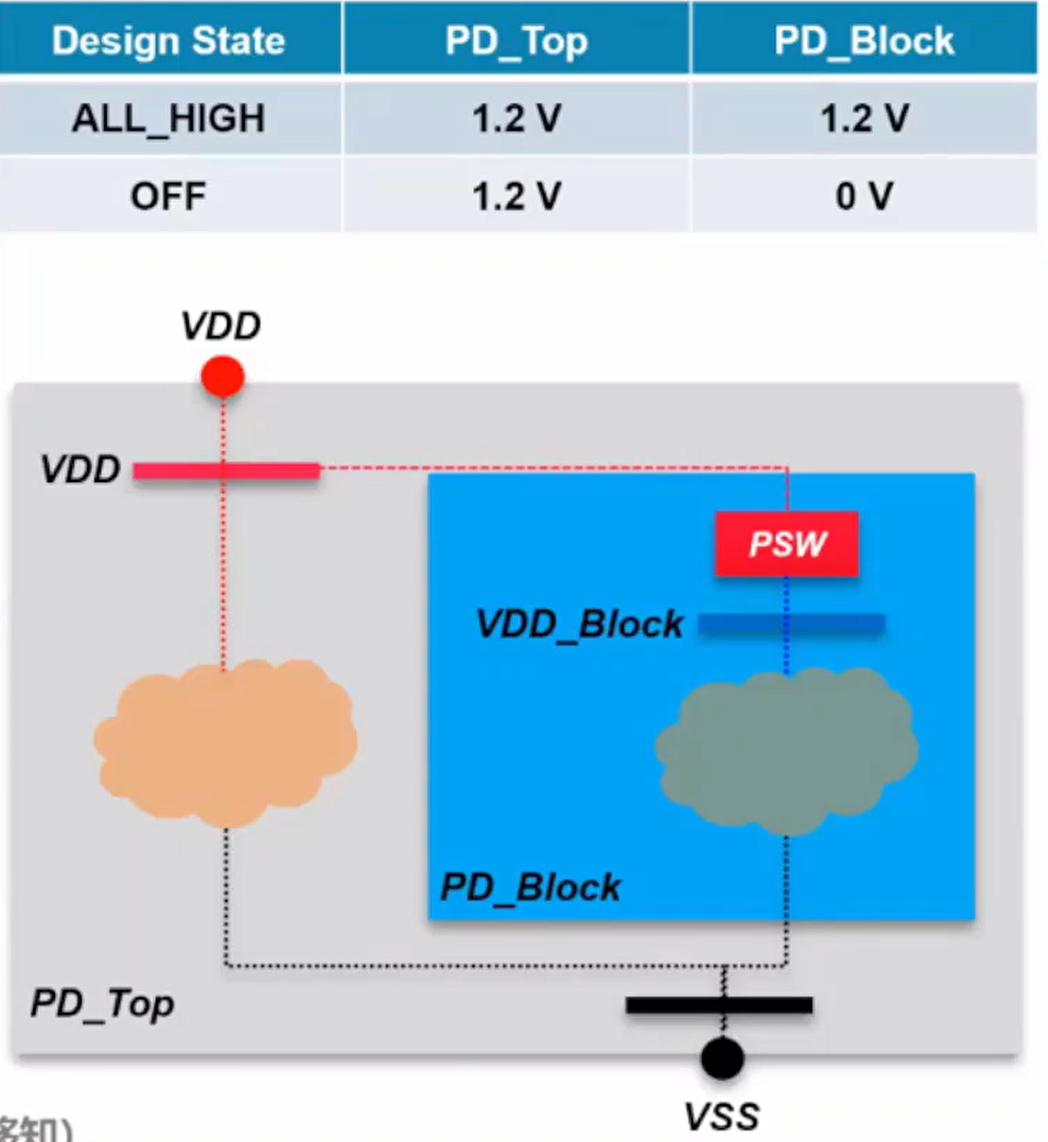 Design State PD_Top PD_Block
ALL_HIGH 1.2 V 1.2 V
OFF 1.2 V 0 V
VDD
VDD
PSW
VDD_Block
PD_Block
PD_Top
VSS
知)